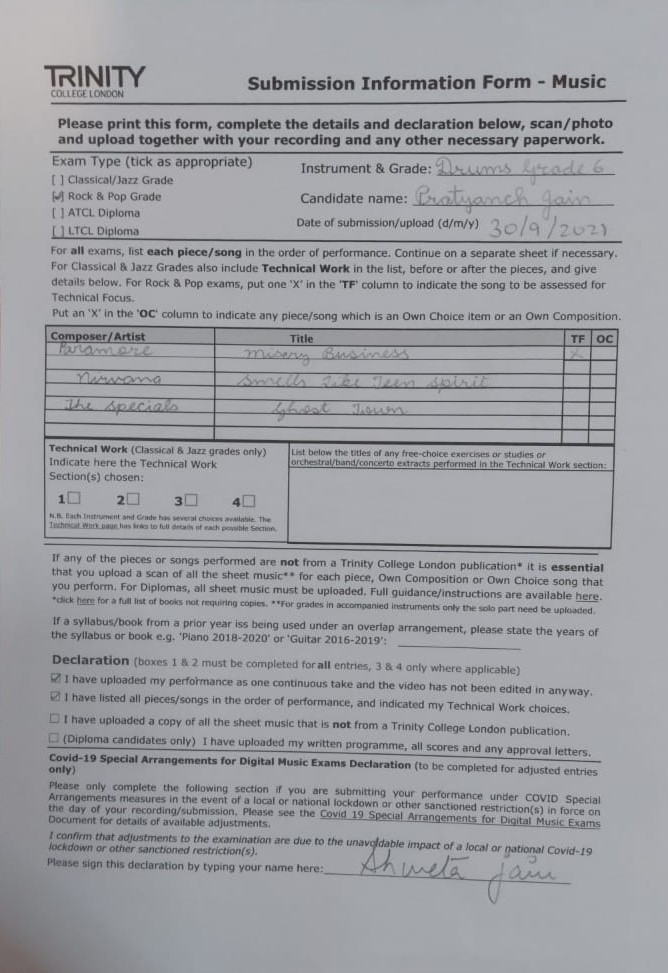 TRINITY
COLLEGE LONDON
Submission Information Form - Music
Please print this form, complete the details and declaration below, scan/photo
and upload together with your recording and any other necessary paperwork.
Exam Type (tick as appropriate)
[ ] Classical/Jazz Grade
[✓] Rock & Pop Grade
[ ] ATCL Diploma
[ ] LTCL Diploma
Instrument & Grade: Drums Grade 6
Candidate name: Pratyanch Jain
Date of submission/upload (d/m/y) 30/9/2021
For all exams, list each piece/song in the order of performance. Continue on a separate sheet if necessary.
For Classical & Jazz Grades also include Technical Work in the list, before or after the pieces, and give
details below. For Rock & Pop exams, put one 'X' in the 'TF' column to indicate the song to be assessed for
Technical Focus.
Put an 'X' in the 'OC' column to indicate any piece/song which is an Own Choice item or an Own Composition.
Composer/Artist Title TF OC
Paramore Misery Business X
Nirvana Smells Like Teen Spirit
The Specials Ghost Town
Technical Work (Classical & Jazz grades only)
Indicate here the Technical Work
Section(s) chosen:
1☐ 2☐ 3☐ 4☐
N.B. Each Instrument and Grade has several choices available. The
Technical Work page has links to full details of each possible Section.
List below the titles of any free-choice exercises or studies or
orchestral/band/concerto extracts performed in the Technical Work section:
If any of the pieces or songs performed are not from a Trinity College London publication* it is essential
that you upload a scan of all the sheet music** for each piece, Own Composition or Own Choice song that
you perform. For Diplomas, all sheet music must be uploaded. Full guidance/instructions are available here.
*click here for a full list of books not requiring copies. **For grades in accompanied instruments only the solo part need be uploaded.
If a syllabus/book from a prior year iss being used under an overlap arrangement, please state the years of
the syllabus or book e.g. 'Piano 2018-2020' or 'Guitar 2016-2019':
Declaration (boxes 1 & 2 must be completed for all entries, 3 & 4 only where applicable)
☑ I have uploaded my performance as one continuous take and the video has not been edited in anyway.
☑ I have listed all pieces/songs in the order of performance, and indicated my Technical Work choices.
☐ I have uploaded a copy of all the sheet music that is not from a Trinity College London publication.
☐ (Diploma candidates only) I have uploaded my written programme, all scores and any approval letters.
Covid-19 Special Arrangements for Digital Music Exams Declaration (to be completed for adjusted entries
only)
Please only complete the following section if you are submitting your performance under COVID Special
Arrangements measures in the event of a local or national lockdown or other sanctioned restriction(s) in force on
the day of your recording/submission. Please see the Covid 19 Special Arrangements for Digital Music Exams
Document for details of available adjustments.
I confirm that adjustments to the examination are due to the unavoidable impact of a local or national Covid-19
lockdown or other sanctioned restriction(s).
Please sign this declaration by typing your name here: Shweta Jain